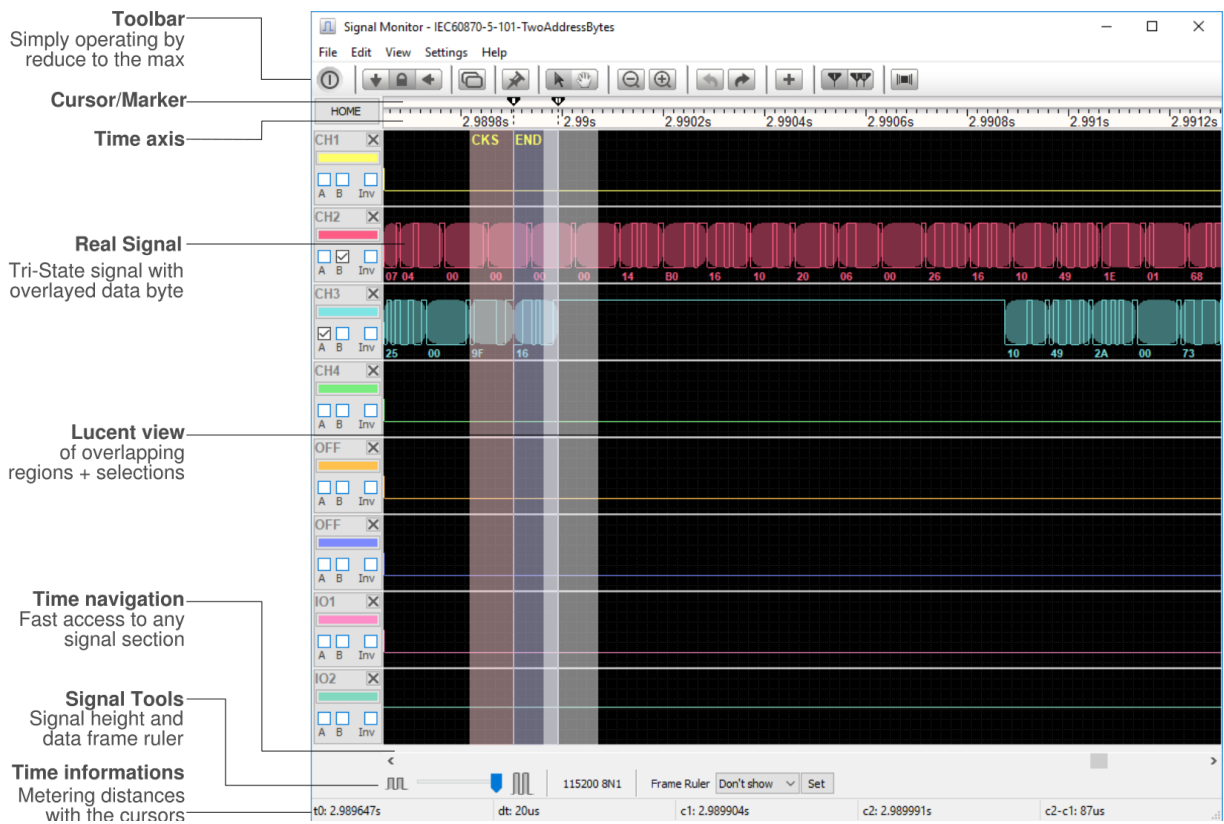 Toolbar
Simply operating by
reduce to the max
Cursor/Marker
Time axis
Real Signal
Tri-State signal with
overlayed data byte
Lucent view
of overlapping
regions + selections
Time navigation
Fast access to any
signal section
Signal Tools
Signal height and
data frame ruler
Time informations
Metering distances
with the cursors
Signal Monitor - IEC60870-5-101-TwoAddressBytes
File Edit View Settings Help
HOME
2.9898s 2.99s 2.9902s 2.9904s 2.9906s 2.9908s 2.991s 2.9912s
CH1
A B Inv
CKS END
CH2
A B Inv
07 04 00 00 00 00 14 B0 16 10 20 06 00 26 16 10 49 1E 01 68
CH3
A B Inv
25 00 9F 16 10 49 2A 00 73
CH4
A B Inv
OFF
A B Inv
OFF
A B Inv
IO1
A B Inv
IO2
A B Inv
115200 8N1 Frame Ruler Don't show Set
t0: 2.989647s dt: 20us c1: 2.989904s c2: 2.989991s c2-c1: 87us